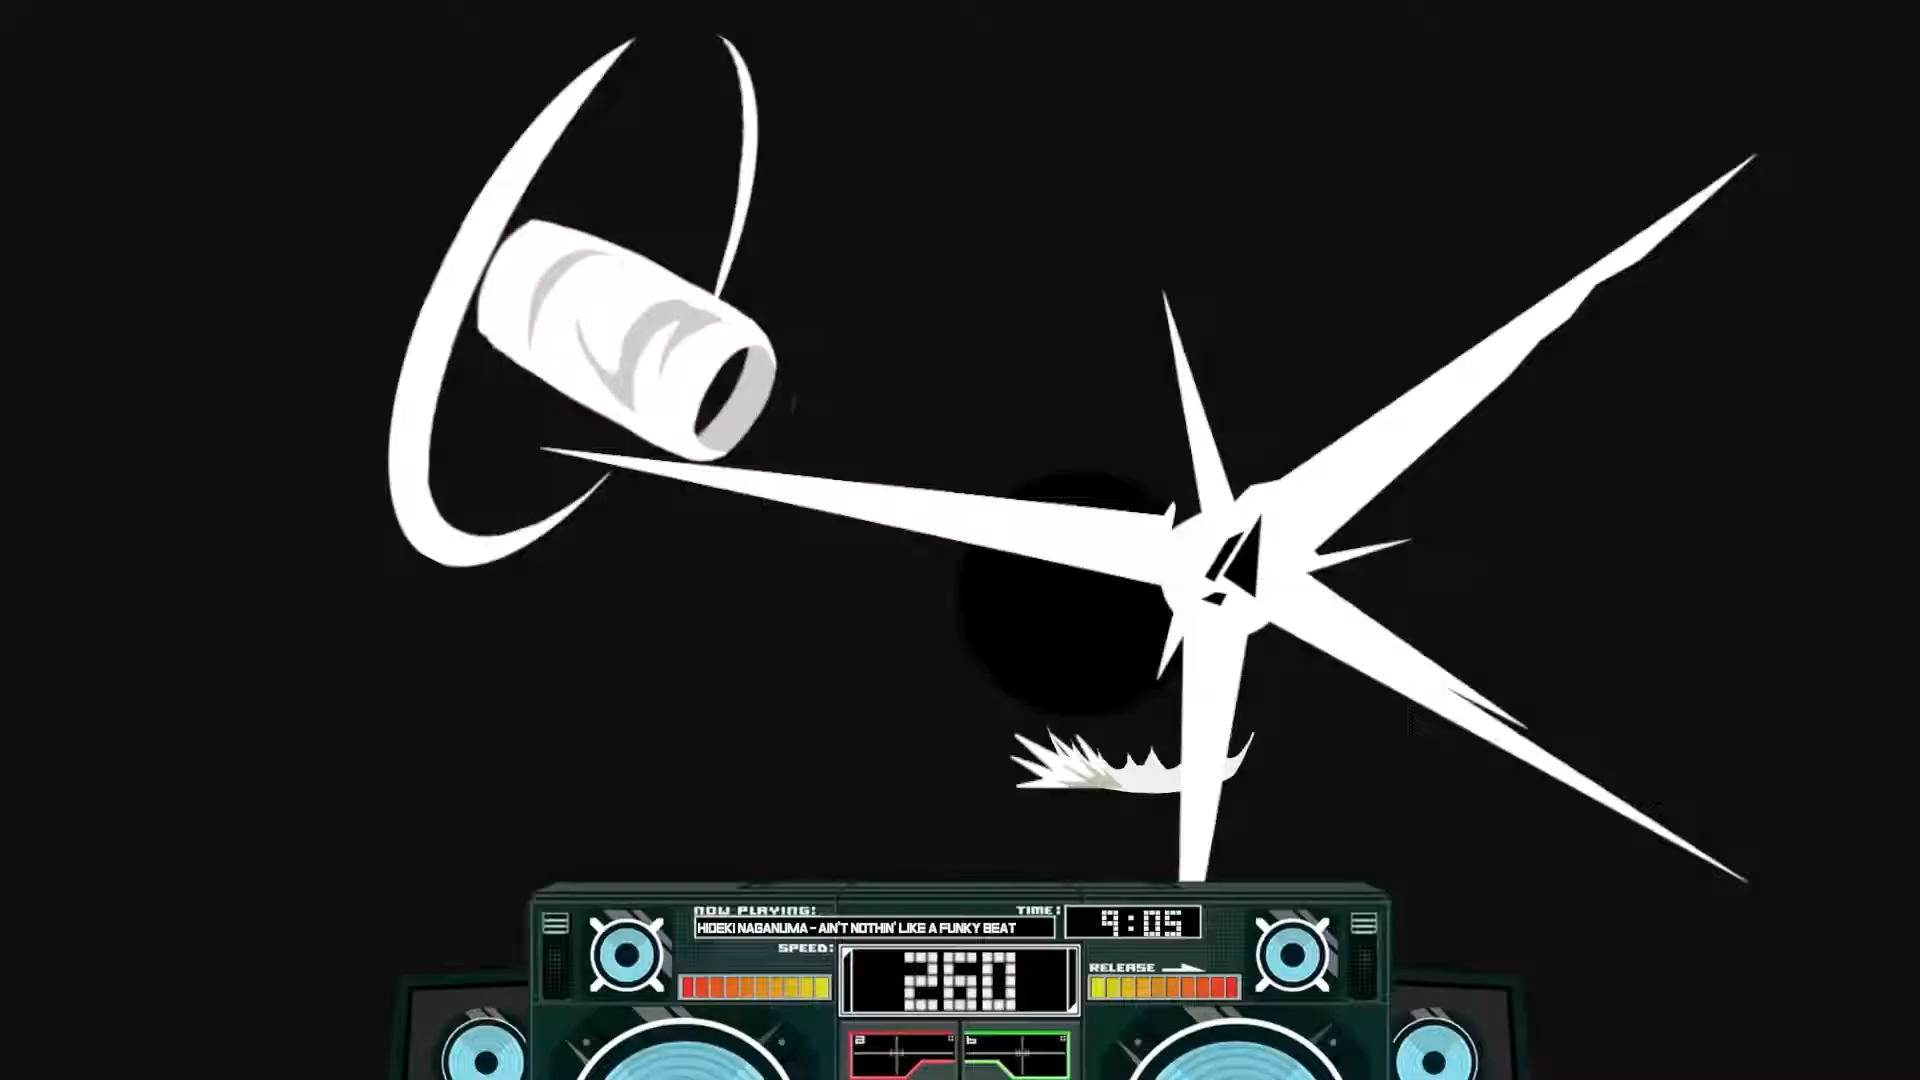 NOW PLAYING:
HIDEKI NAGANUMA - AIN'T NOTHIN' LIKE A FUNKY BEAT
TIME:
9:05
SPEED:
260
RELEASE
a
b